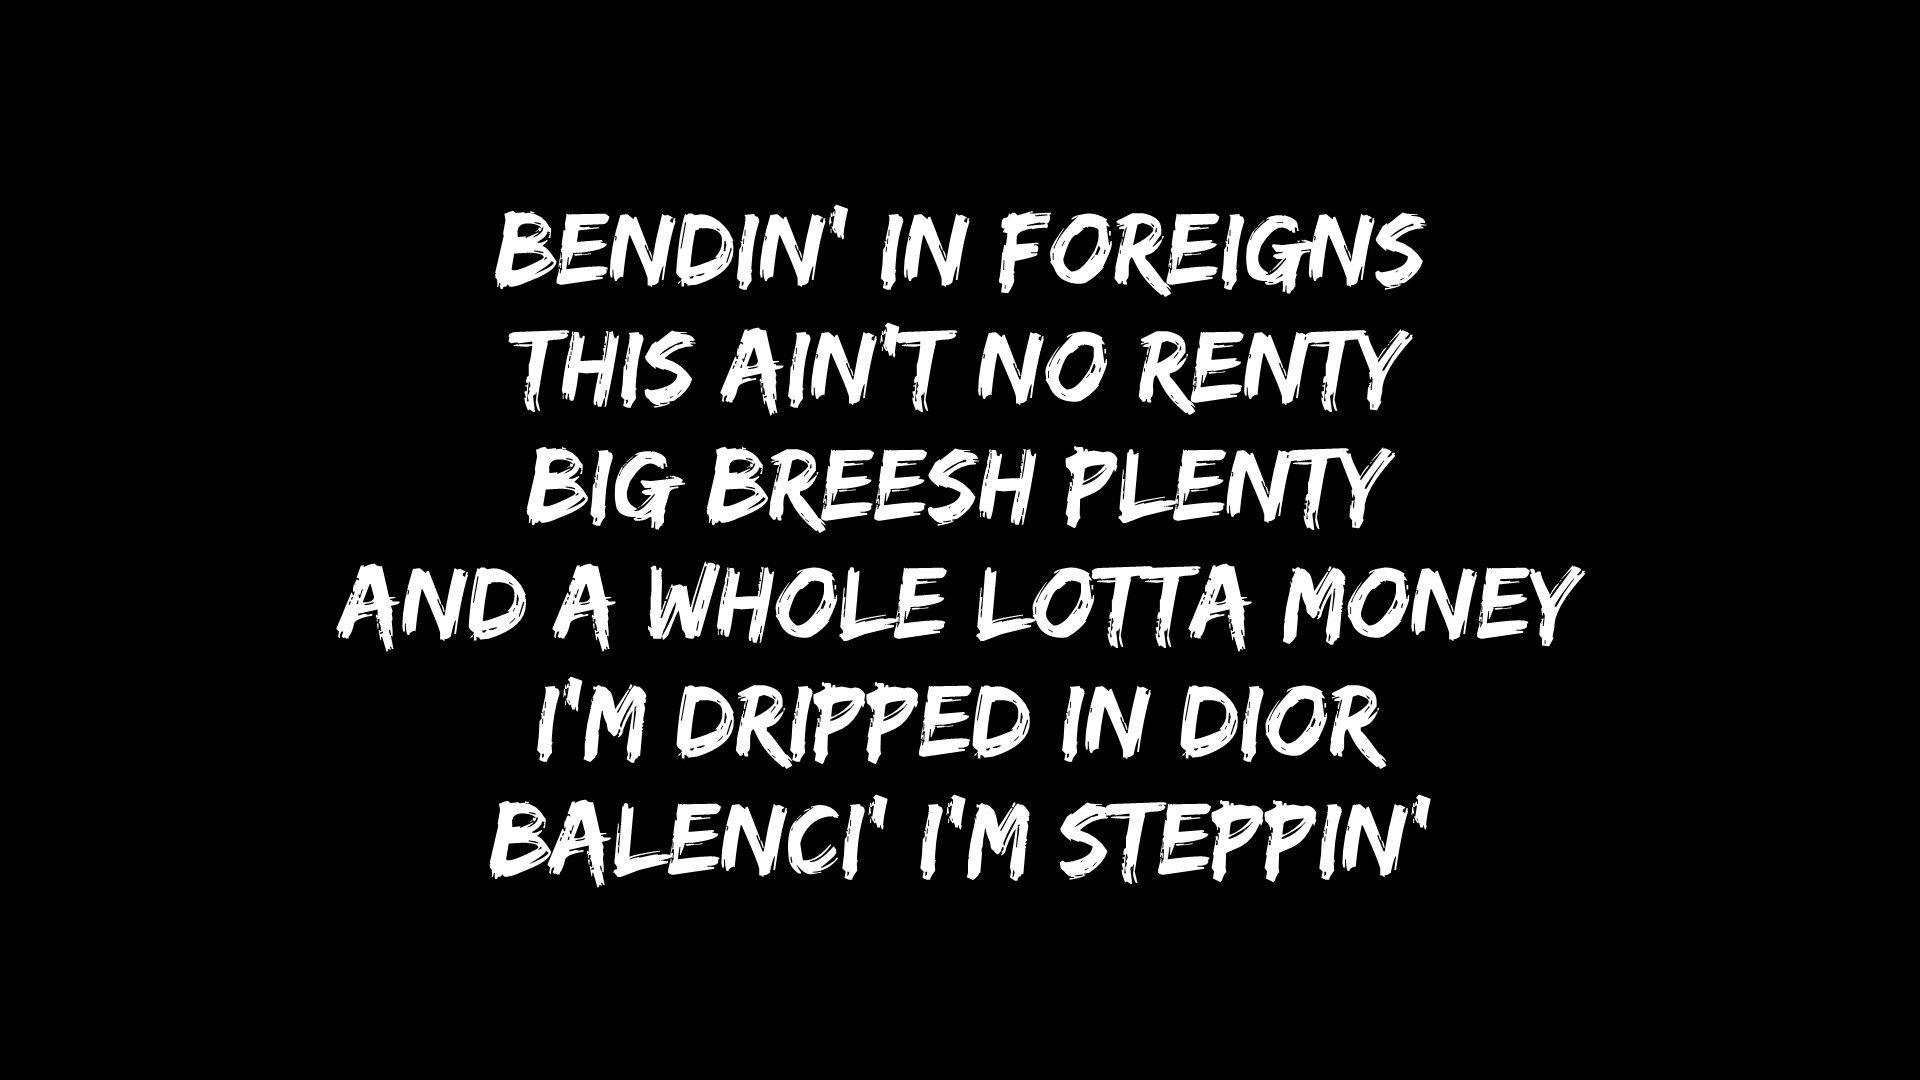 BENDIN' IN FOREIGNS
THIS AIN'T NO RENTY
BIG BREESH PLENTY
AND A WHOLE LOTTA MONEY
I'M DRIPPED IN DIOR
BALENCI' I'M STEPPIN'